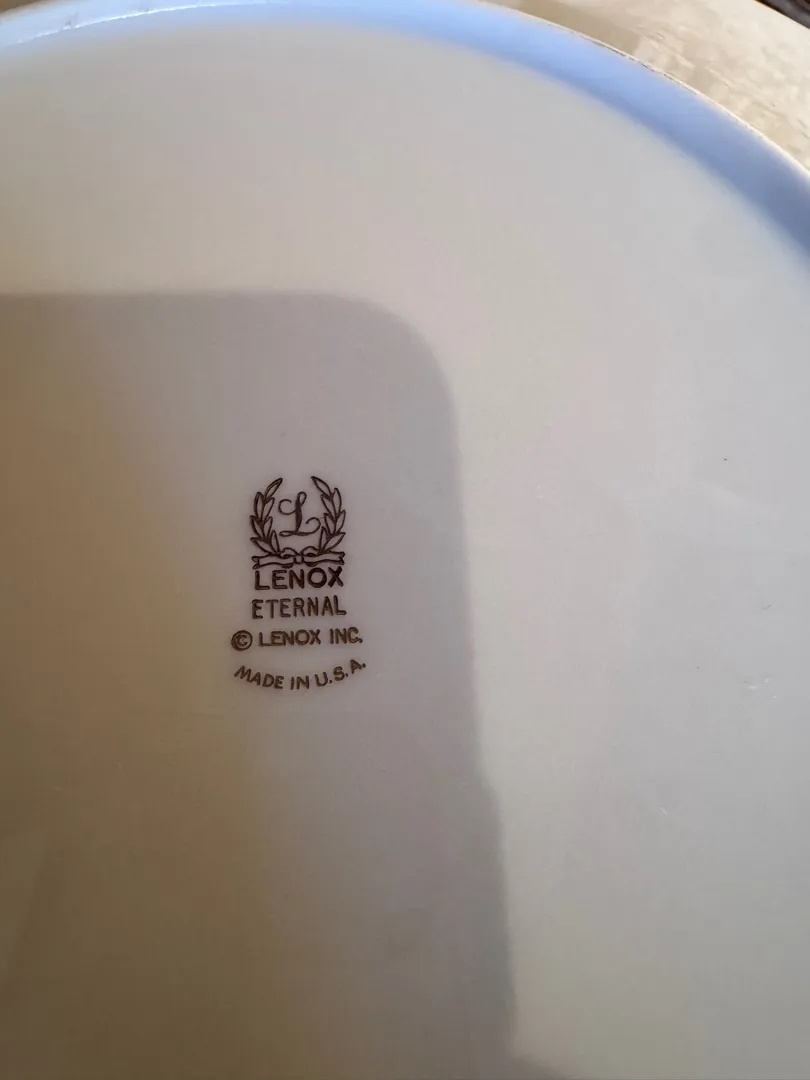 L
LENOX
ETERNAL
© LENOX INC.
MADE IN U.S.A.